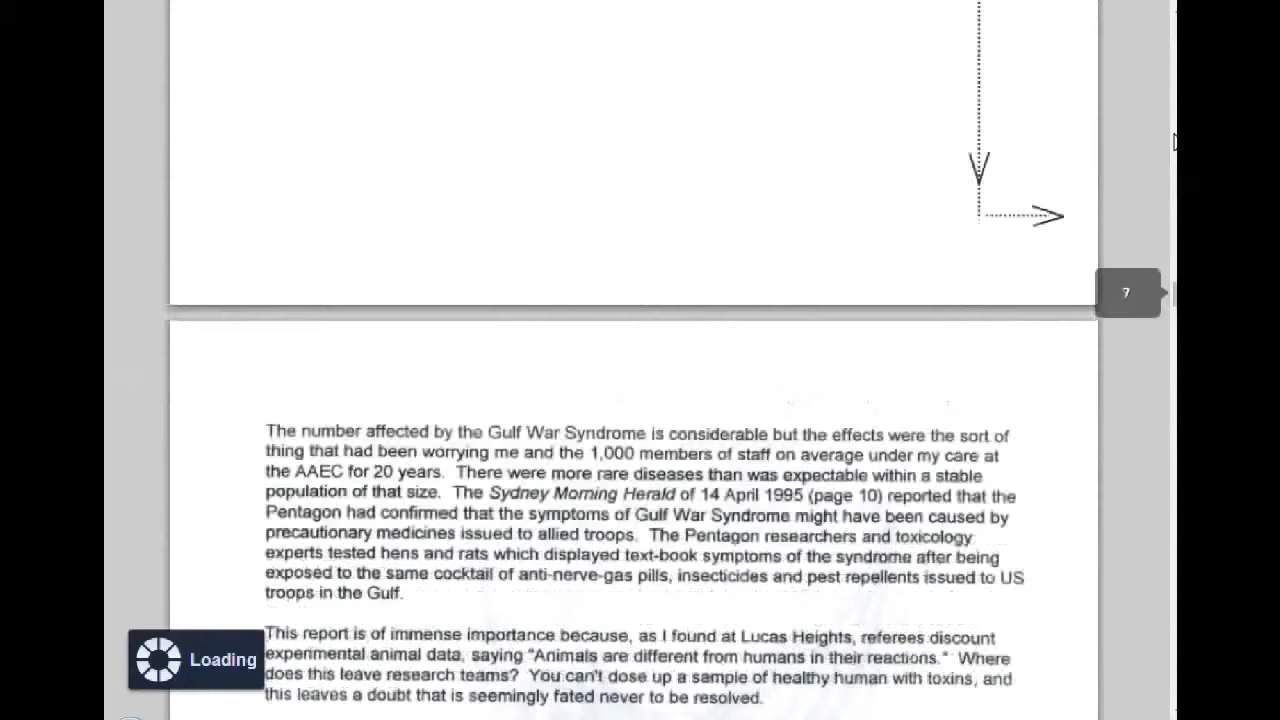 7
The number affected by the Gulf War Syndrome is considerable but the effects were the sort of
thing that had been worrying me and the 1,000 members of staff on average under my care at
the AAEC for 20 years. There were more rare diseases than was expectable within a stable
population of that size. The Sydney Morning Herald of 14 April 1995 (page 10) reported that the
Pentagon had confirmed that the symptoms of Gulf War Syndrome might have been caused by
precautionary medicines issued to allied troops. The Pentagon researchers and toxicology
experts tested hens and rats which displayed text-book symptoms of the syndrome after being
exposed to the same cocktail of anti-nerve-gas pills, insecticides and pest repellents issued to US
troops in the Gulf.
This report is of immense importance because, as I found at Lucas Heights, referees discount
experimental animal data, saying "Animals are different from humans in their reactions." Where
does this leave research teams? You can't dose up a sample of healthy human with toxins, and
this leaves a doubt that is seemingly fated never to be resolved.
Loading